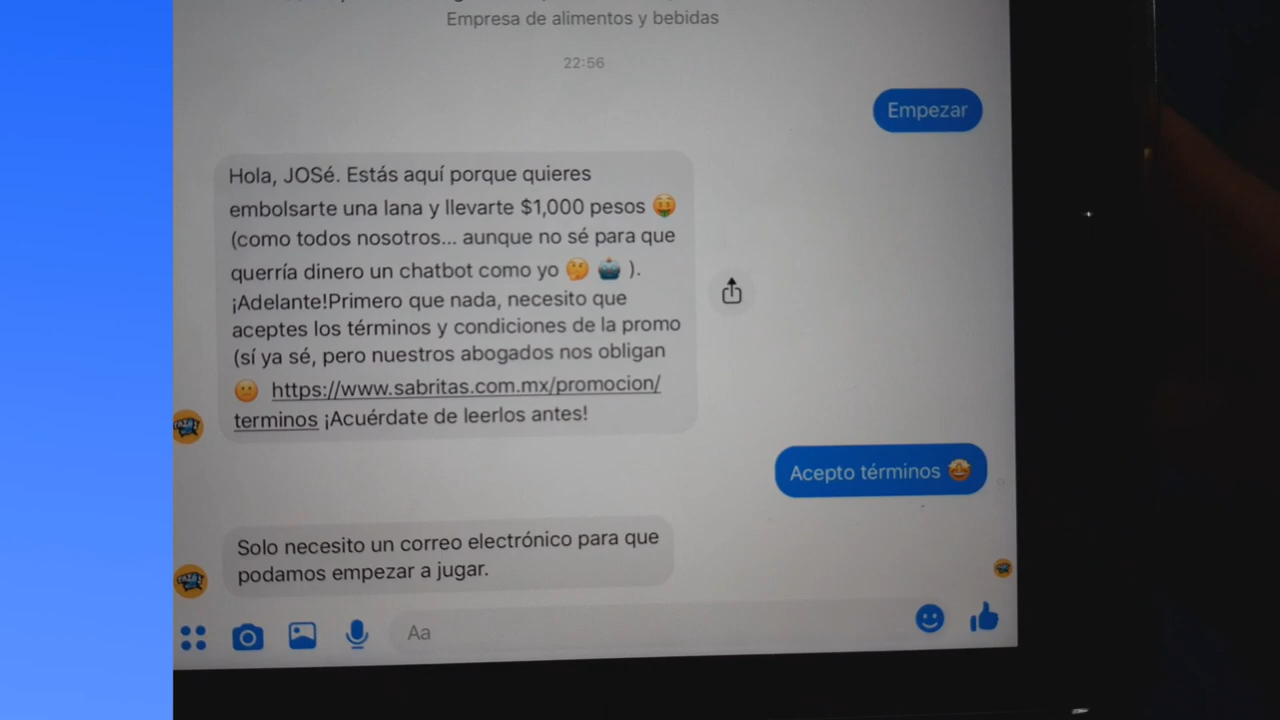 Empresa de alimentos y bebidas
22:56
Empezar
Hola, JOSé. Estás aquí porque quieres
embolsarte una lana y llevarte $1,000 pesos 🤑
(como todos nosotros... aunque no sé para que
querría dinero un chatbot como yo 🤔 🤖 ).
¡Adelante!Primero que nada, necesito que
aceptes los términos y condiciones de la promo
(sí ya sé, pero nuestros abogados nos obligan
😕 https://www.sabritas.com.mx/promocion/
terminos ¡Acuérdate de leerlos antes!
Acepto términos 🤩
Solo necesito un correo electrónico para que
podamos empezar a jugar.
Aa